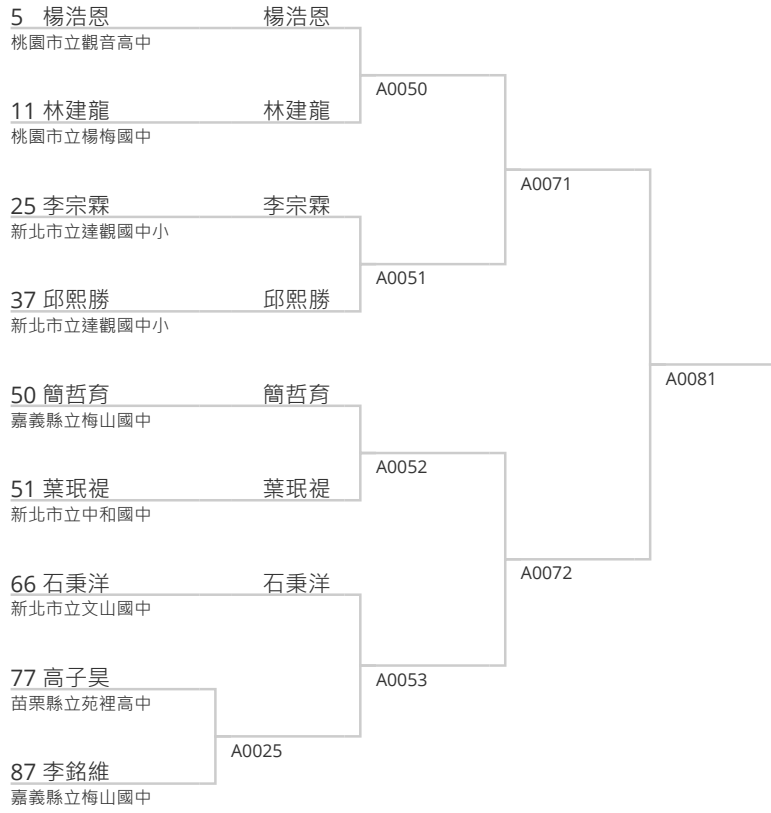 5 楊浩恩 楊浩恩
桃園市立觀音高中
A0050
11 林建龍 林建龍
桃園市立楊梅國中
A0071
25 李宗霖 李宗霖
新北市立達觀國中小
A0051
37 邱熙勝 邱熙勝
新北市立達觀國中小
A0081
50 簡哲育 簡哲育
嘉義縣立梅山國中
A0052
51 葉珉禔 葉珉禔
新北市立中和國中
A0072
66 石秉洋 石秉洋
新北市立文山國中
77 高子昊
A0053
苗栗縣立苑裡高中
A0025
87 李銘維
嘉義縣立梅山國中